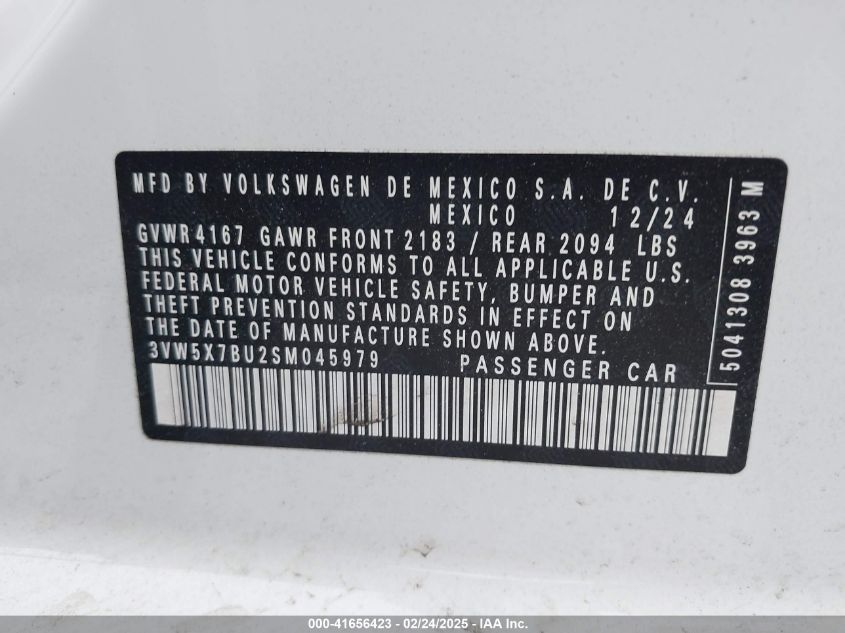 MFD BY VOLKSWAGEN DE MEXICO S.A. DE C.V.
MEXICO 12/24
GVWR 4167 GAWR FRONT 2183 / REAR 2094 LBS
THIS VEHICLE CONFORMS TO ALL APPLICABLE U.S.
FEDERAL MOTOR VEHICLE SAFETY, BUMPER AND
THEFT PREVENTION STANDARDS IN EFFECT ON
THE DATE OF MANUFACTURE SHOWN ABOVE.
3VW5X7BU2SM045979 PASSENGER CAR
5041308 3963 M
000-41656423 - 02/24/2025 - IAA Inc.